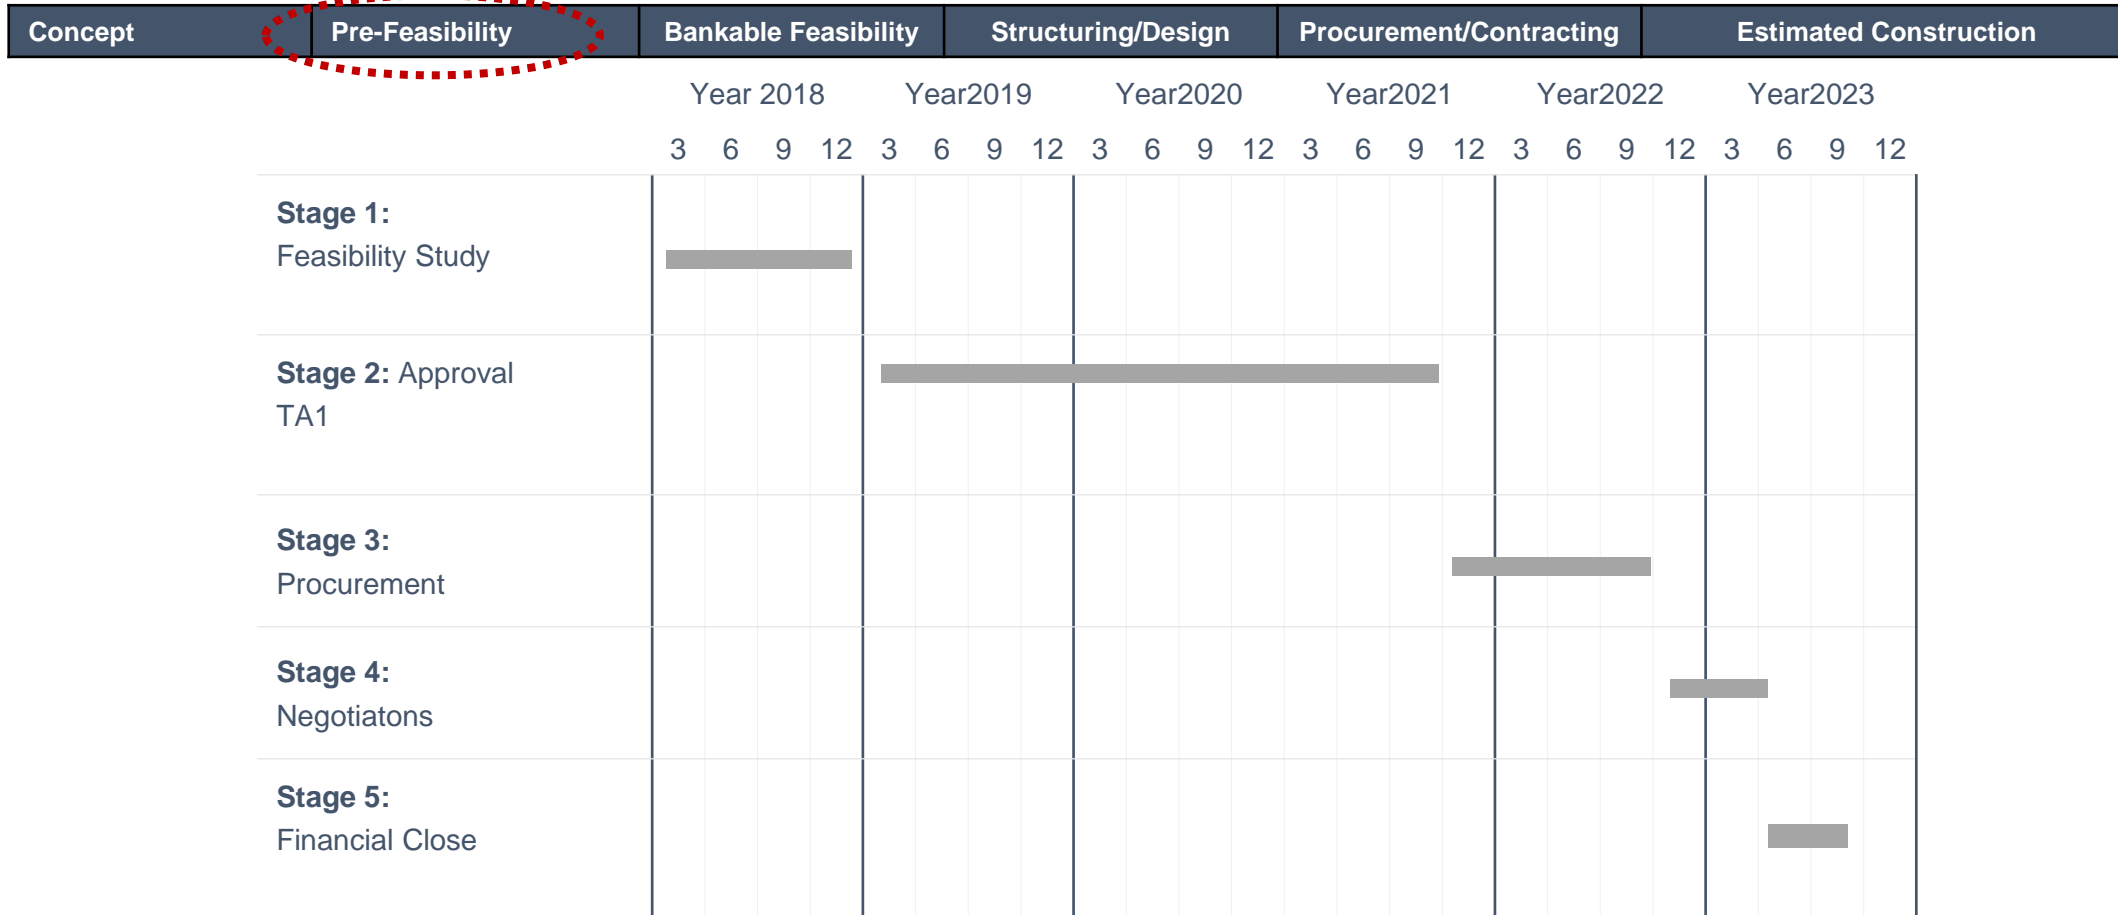 Concept Pre-Feasibility Bankable Feasibility Structuring/Design Procurement/Contracting Estimated Construction
Year 2018 Year2019 Year2020 Year2021 Year2022 Year2023
3 6 9 12 3 6 9 12 3 6 9 12 3 6 9 12 3 6 9 12 3 6 9 12
Stage 1:
Feasibility Study
Stage 2: Approval
TA1
Stage 3:
Procurement
Stage 4:
Negotiatons
Stage 5:
Financial Close